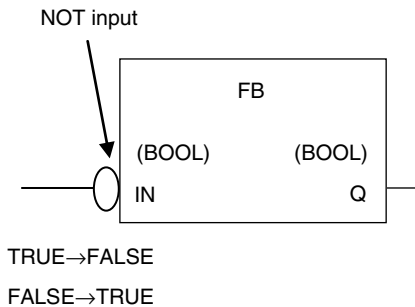 NOT input
FB
(BOOL) (BOOL)
IN Q
TRUE→FALSE
FALSE→TRUE